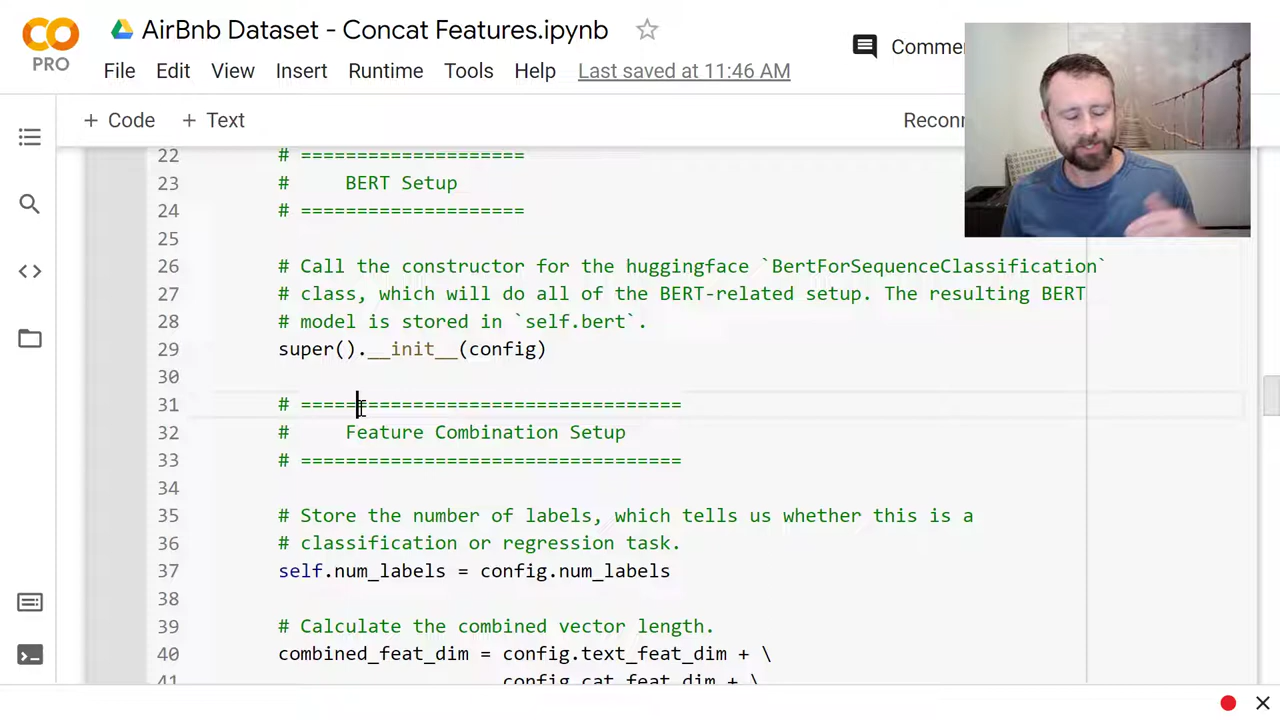 AirBnb Dataset - Concat Features.ipynb
PRO
File Edit View Insert Runtime Tools Help Last saved at 11:46 AM
+ Code + Text
22 # ====================
23 # BERT Setup
24 # ====================
25
26 # Call the constructor for the huggingface `BertForSequenceClassification`
27 # class, which will do all of the BERT-related setup. The resulting BERT
28 # model is stored in `self.bert`.
29 super().__init__(config)
30
31 # ==================================
32 # Feature Combination Setup
33 # ==================================
34
35 # Store the number of labels, which tells us whether this is a
36 # classification or regression task.
37 self.num_labels = config.num_labels
38
39 # Calculate the combined vector length.
40 combined_feat_dim = config.text_feat_dim + \
41 config.cat_feat_dim + \